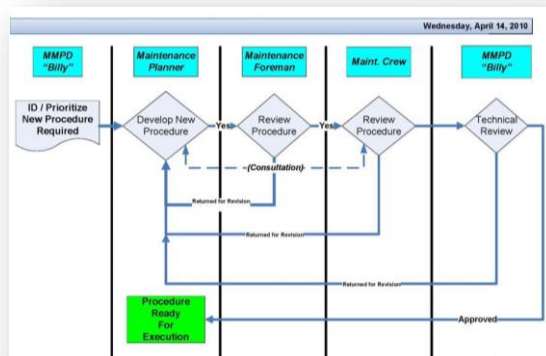 Wednesday, April 14, 2010
MMPD
"Billy"
Maintenance
Planner
Maintenance
Foreman
Maint. Crew
MMPD
"Billy"
ID / Prioritize
New Procedure
Required
Develop New
Procedure
Yes
Review
Procedure
Yes
Review
Procedure
Technical
Review
(Consultation)
Returned for Revision
Returned for Revision
Returned for Revision
Procedure
Ready
For
Execution
Approved